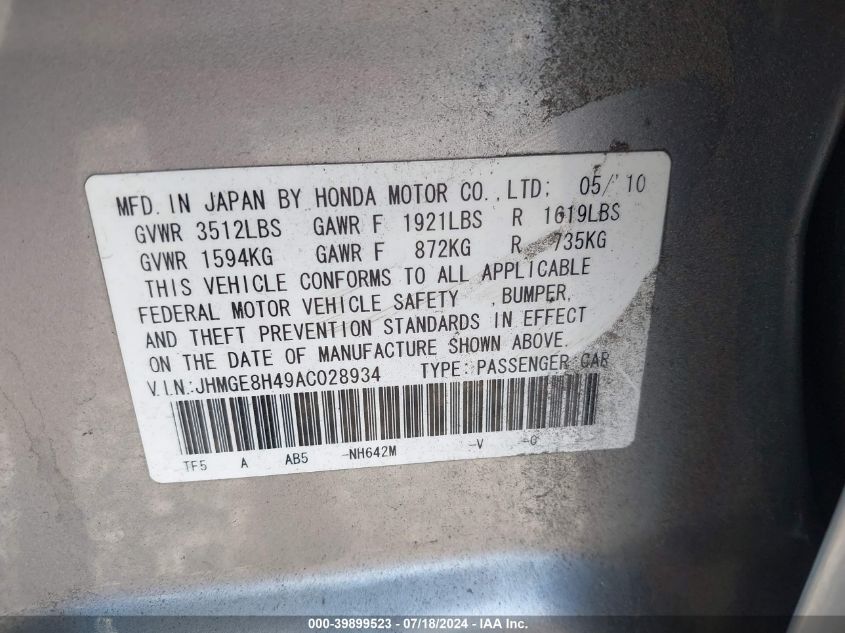 MFD. IN JAPAN BY HONDA MOTOR CO., LTD; 05/'10
GVWR 3512LBS GAWR F 1921LBS R 1619LBS
GVWR 1594KG GAWR F 872KG R 735KG
THIS VEHICLE CONFORMS TO ALL APPLICABLE
FEDERAL MOTOR VEHICLE SAFETY , BUMPER,
AND THEFT PREVENTION STANDARDS IN EFFECT
ON THE DATE OF MANUFACTURE SHOWN ABOVE.
V.I.N:JHMGE8H49AC028934 TYPE: PASSENGER CAR
TF5 A AB5 -NH642M -V -0
000-39899523 - 07/18/2024 - IAA, Inc.